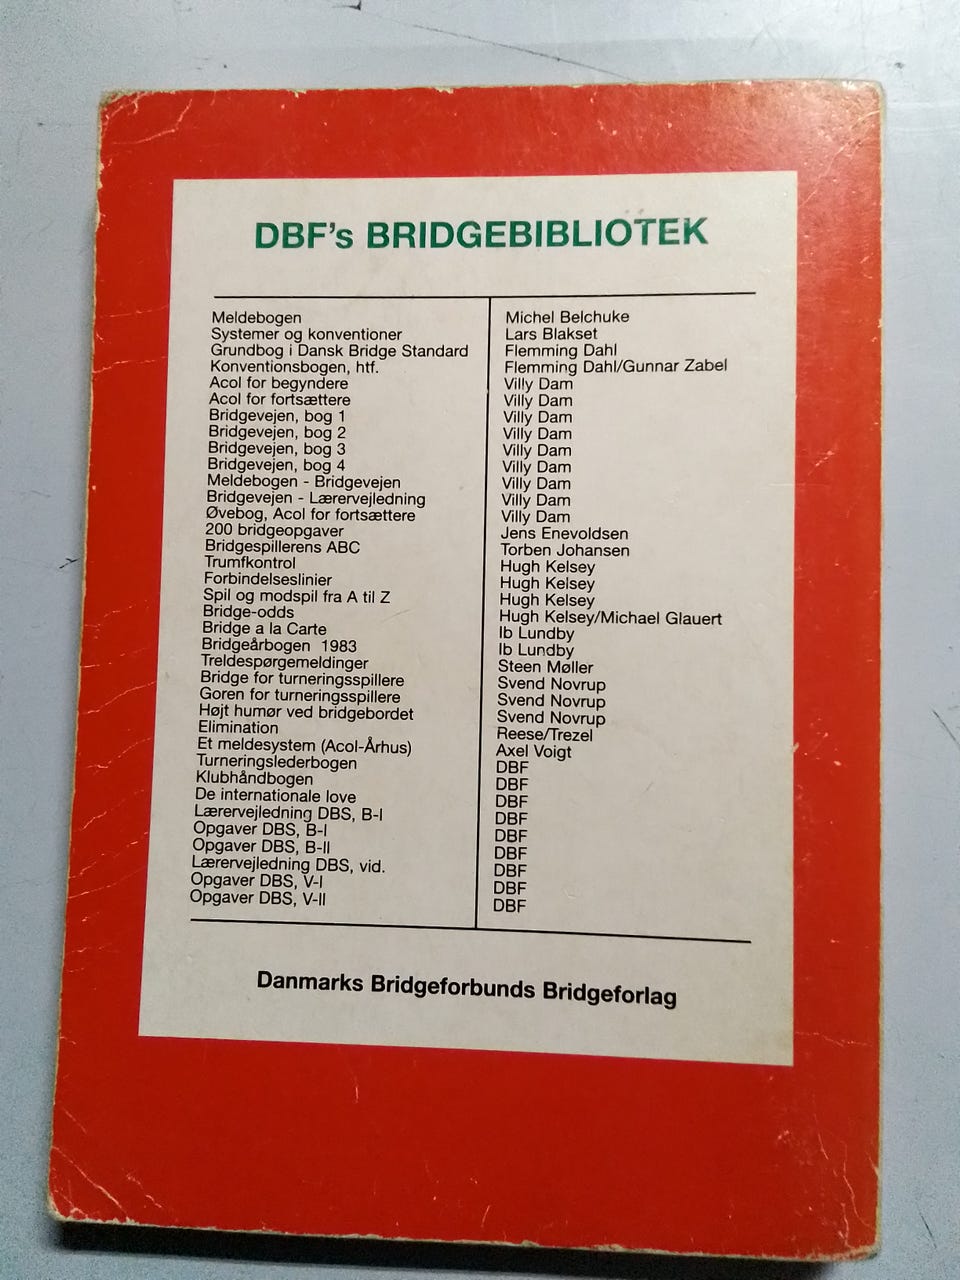 DBF's BRIDGEBIBLIOTEK
Meldebogen Michel Belchuke
Systemer og konventioner Lars Blakset
Grundbog i Dansk Bridge Standard Flemming Dahl
Konventionsbogen, htf. Flemming Dahl/Gunnar Zabel
Acol for begyndere Villy Dam
Acol for fortsættere Villy Dam
Bridgevejen, bog 1 Villy Dam
Bridgevejen, bog 2 Villy Dam
Bridgevejen, bog 3 Villy Dam
Bridgevejen, bog 4 Villy Dam
Meldebogen - Bridgevejen Villy Dam
Bridgevejen - Lærervejledning Villy Dam
Øvebog, Acol for fortsættere Villy Dam
200 bridgeopgaver Jens Enevoldsen
Bridgespillerens ABC Torben Johansen
Trumfkontrol Hugh Kelsey
Forbindelseslinier Hugh Kelsey
Spil og modspil fra A til Z Hugh Kelsey
Bridge-odds Hugh Kelsey/Michael Glauert
Bridge a la Carte Ib Lundby
Bridgeårbogen 1983 Ib Lundby
Treldespørgemeldinger Steen Møller
Bridge for turneringsspillere Svend Novrup
Goren for turneringsspillere Svend Novrup
Højt humør ved bridgebordet Svend Novrup
Elimination Reese/Trezel
Et meldesystem (Acol-Århus) Axel Voigt
Turneringslederbogen DBF
Klubhåndbogen DBF
De internationale love DBF
Lærervejledning DBS, B-I DBF
Opgaver DBS, B-I DBF
Opgaver DBS, B-II DBF
Lærervejledning DBS, vid. DBF
Opgaver DBS, V-I DBF
Opgaver DBS, V-II DBF
Danmarks Bridgeforbunds Bridgeforlag